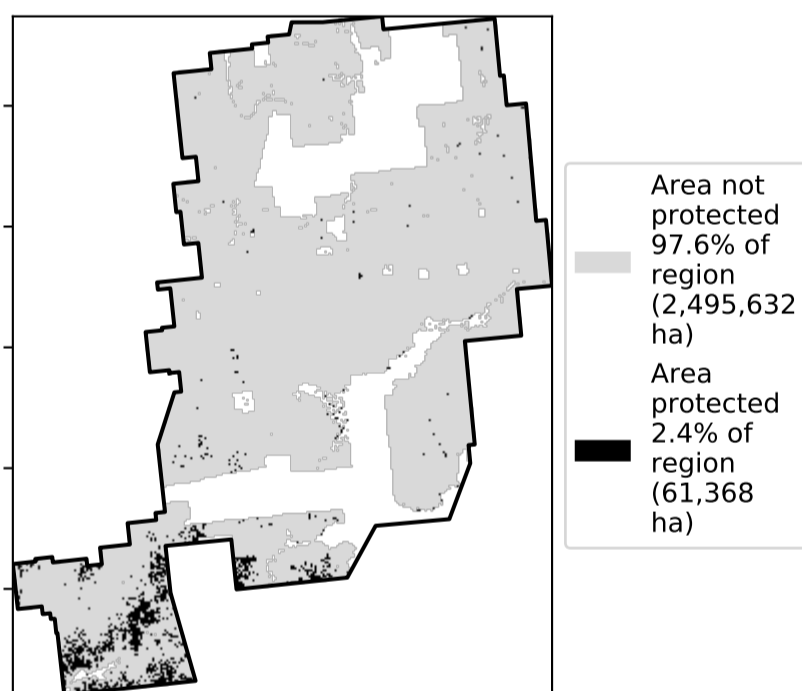 Area not
protected
97.6% of
region
(2,495,632
ha)
Area
protected
2.4% of
region
(61,368
ha)